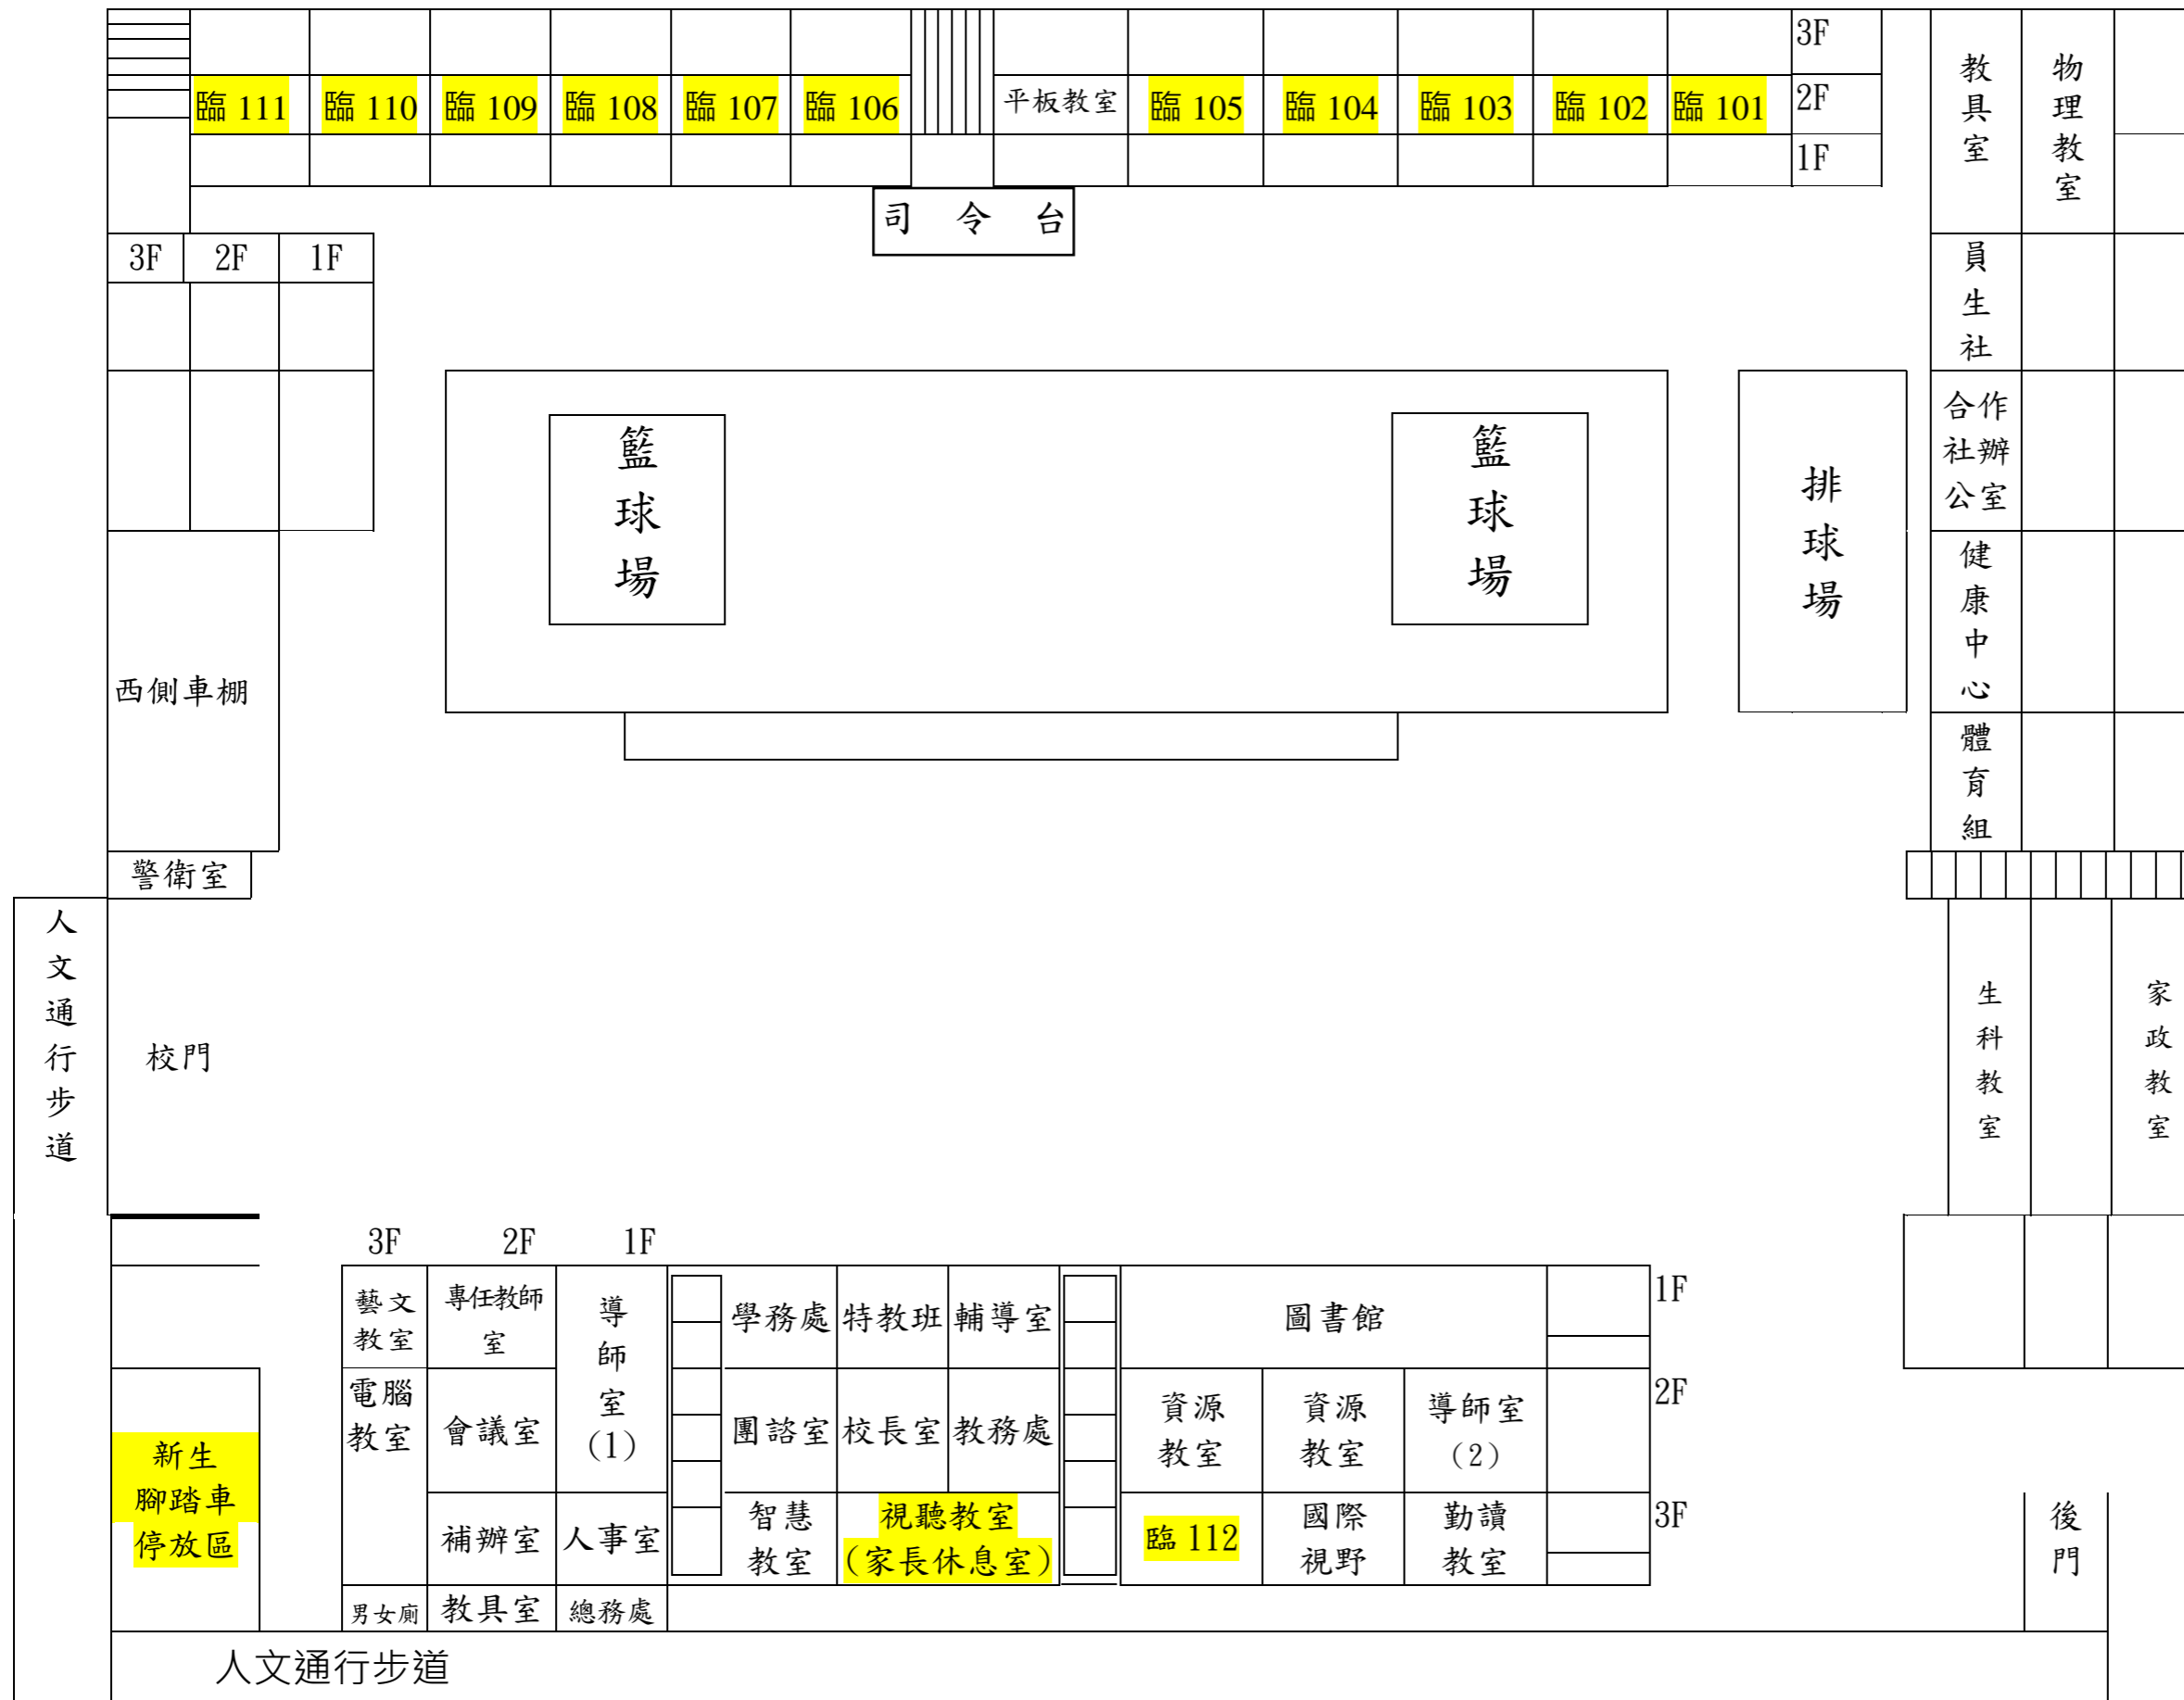 3F
臨 111
臨 110
臨 109
臨 108
臨 107
臨 106
平板教室
臨 105
臨 104
臨 103
臨 102
臨 101
2F
1F
教具室
物理教室
司 令 台
3F
2F
1F
員生社
籃球場
籃球場
排球場
合作
社辦
公室
健康中心
西側車棚
體育組
警衛室
人文通行步道
校門
生科教室
家政教室
3F
2F
1F
藝文
教室
專任教師
室
導師室
(1)
學務處
特教班
輔導室
圖書館
1F
電腦
教室
會議室
團諮室
校長室
教務處
資源
教室
資源
教室
導師室
(2)
2F
新生
腳踏車
停放區
補辦室
人事室
智慧
教室
視聽教室
(家長休息室)
臨 112
國際
視野
勤讀
教室
3F
後門
男女廁
教具室
總務處
人文通行步道